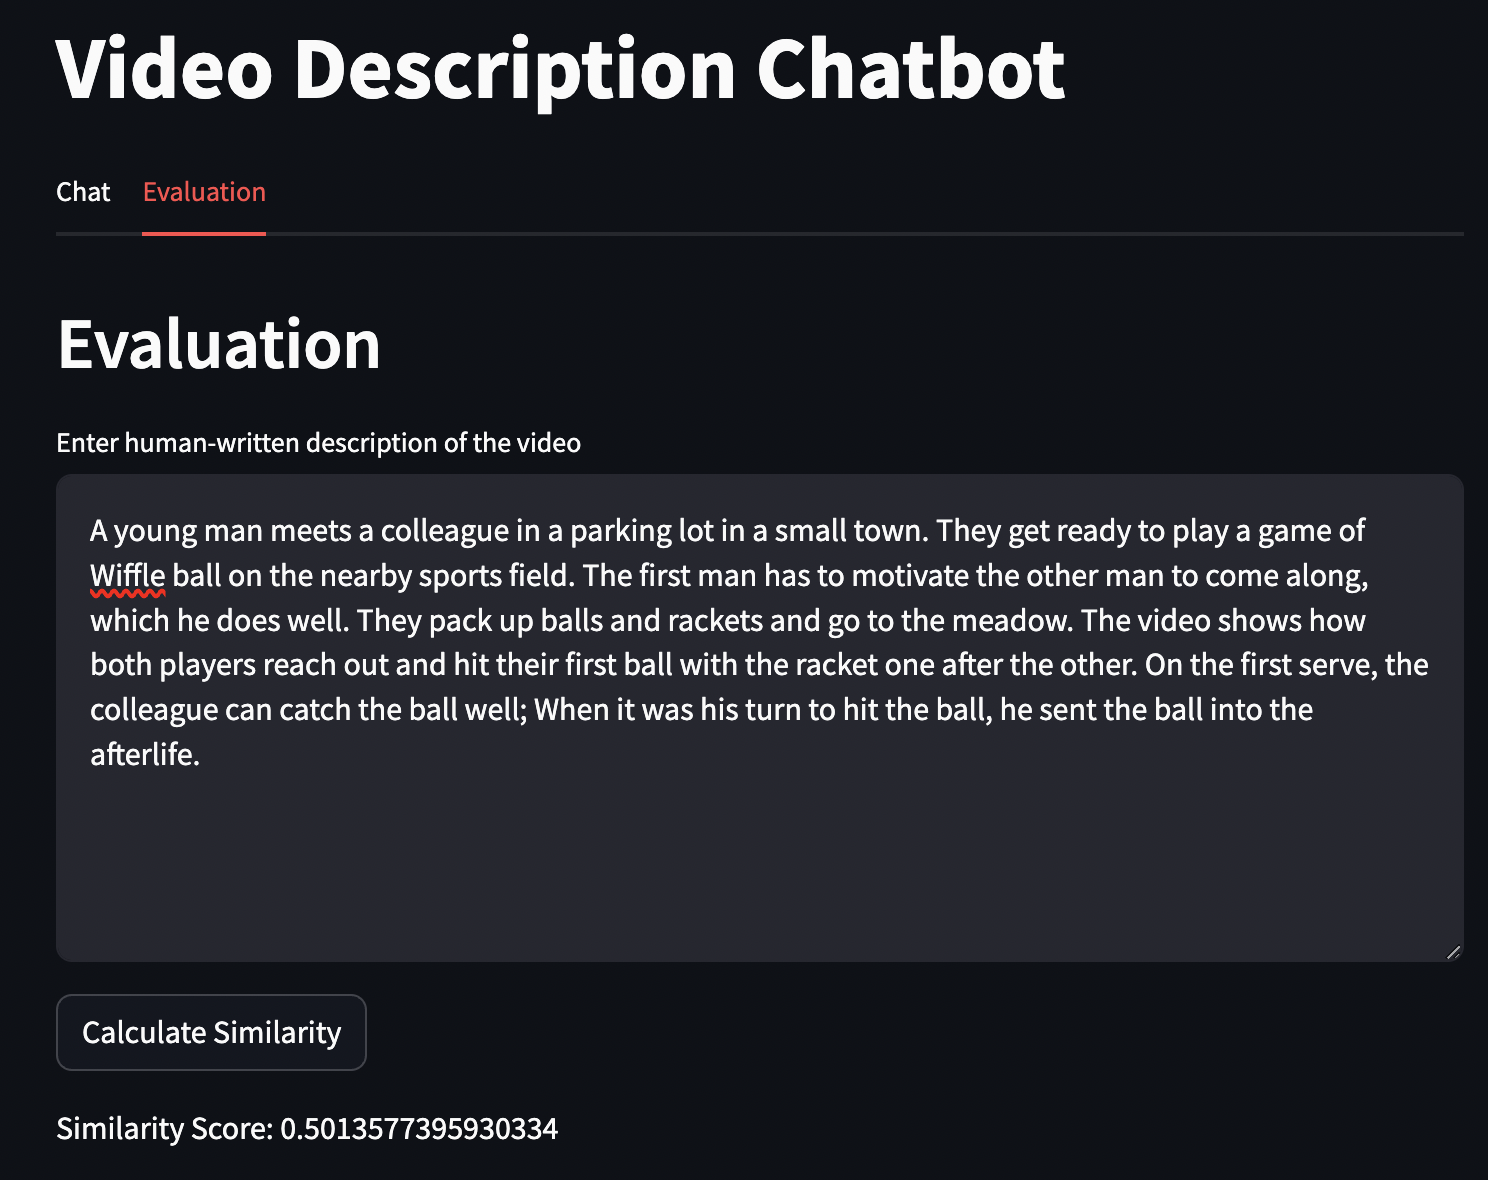 Video Description Chatbot
Chat Evaluation
Evaluation
Enter human-written description of the video
A young man meets a colleague in a parking lot in a small town. They get ready to play a game of
Wiffle ball on the nearby sports field. The first man has to motivate the other man to come along,
which he does well. They pack up balls and rackets and go to the meadow. The video shows how
both players reach out and hit their first ball with the racket one after the other. On the first serve, the
colleague can catch the ball well; When it was his turn to hit the ball, he sent the ball into the
afterlife.
Calculate Similarity
Similarity Score: 0.5013577395930334